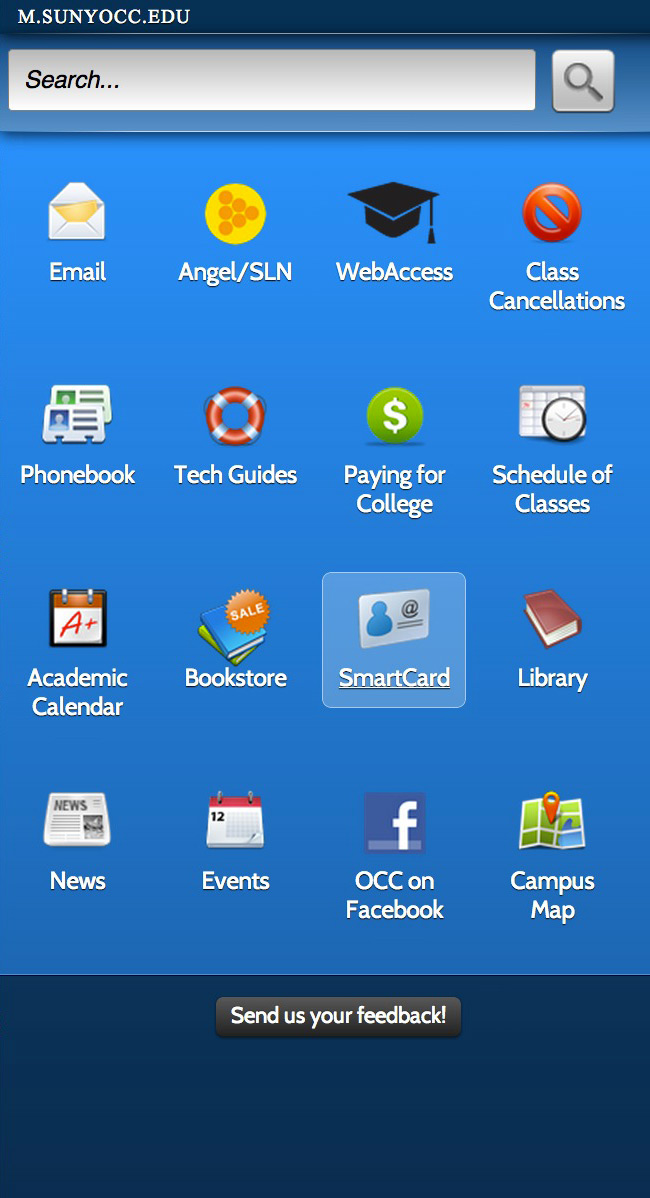 M.SUNYOCC.EDU
Search...
Email
Angel/SLN
WebAccess
Class
Cancellations
Phonebook
Tech Guides
Paying for
College
Schedule of
Classes
$
A+
SALE
@
Academic
Calendar
Bookstore
SmartCard
Library
NEWS
12
f
News
Events
OCC on
Facebook
Campus
Map
Send us your feedback!